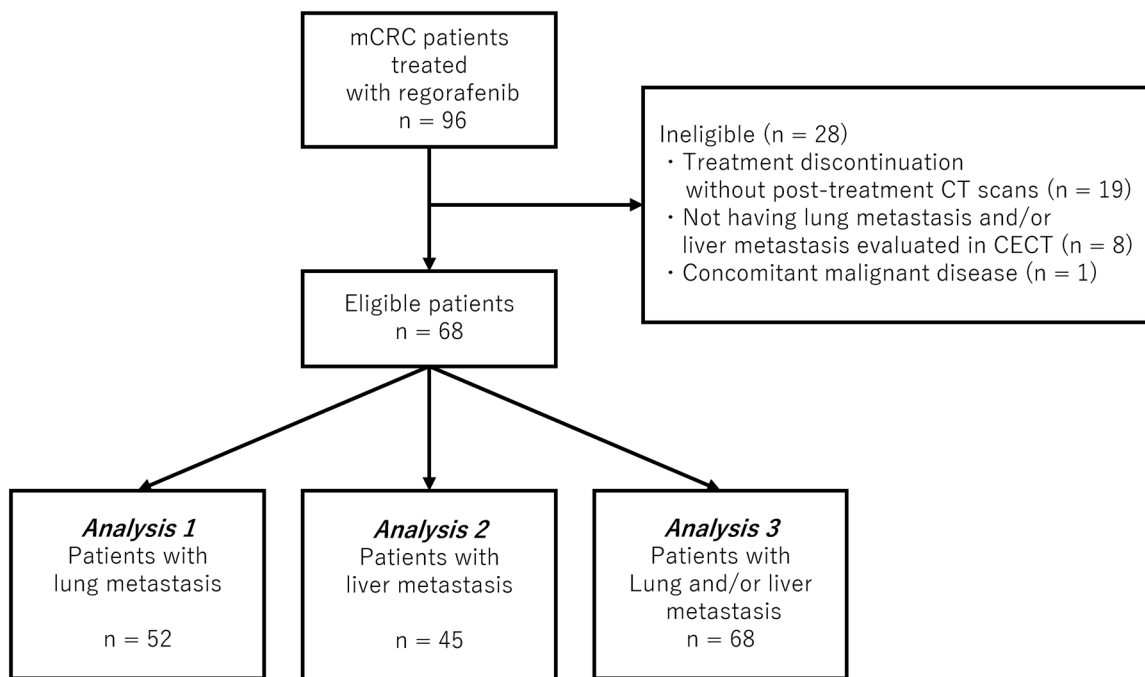 mCRC patients
treated
with regorafenib
n = 96
Ineligible (n = 28)
・Treatment discontinuation
without post-treatment CT scans (n = 19)
・Not having lung metastasis and/or
liver metastasis evaluated in CECT (n = 8)
・Concomitant malignant disease (n = 1)
Eligible patients
n = 68
Analysis 1
Patients with
lung metastasis
n = 52
Analysis 2
Patients with
liver metastasis
n = 45
Analysis 3
Patients with
Lung and/or liver
metastasis
n = 68